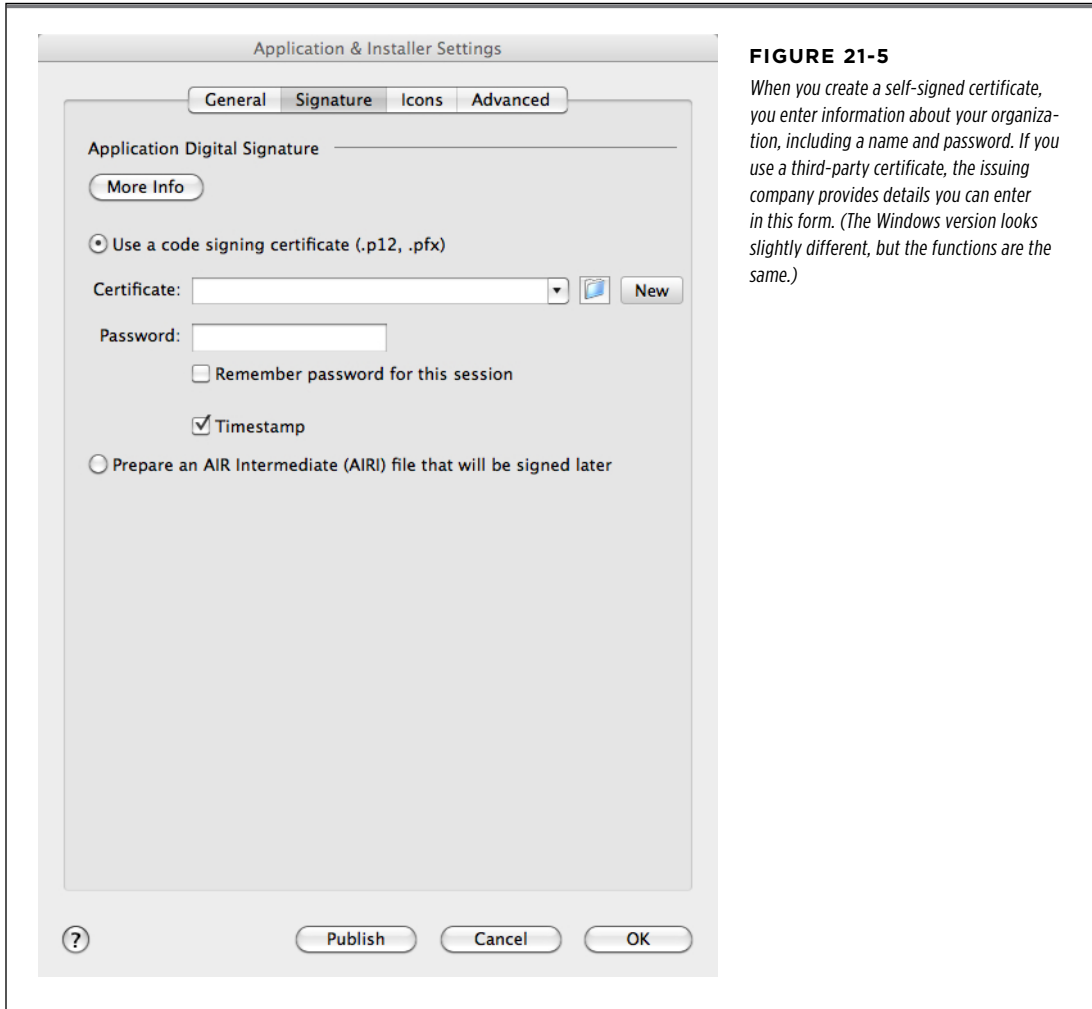 Application & Installer Settings
General Signature Icons Advanced
Application Digital Signature
More Info
Use a code signing certificate (.p12, .pfx)
Certificate: New
Password:
Remember password for this session
Timestamp
Prepare an AIR Intermediate (AIRI) file that will be signed later
? Publish Cancel OK
FIGURE 21-5
When you create a self-signed certificate,
you enter information about your organiza-
tion, including a name and password. If you
use a third-party certificate, the issuing
company provides details you can enter
in this form. (The Windows version looks
slightly different, but the functions are the
same.)